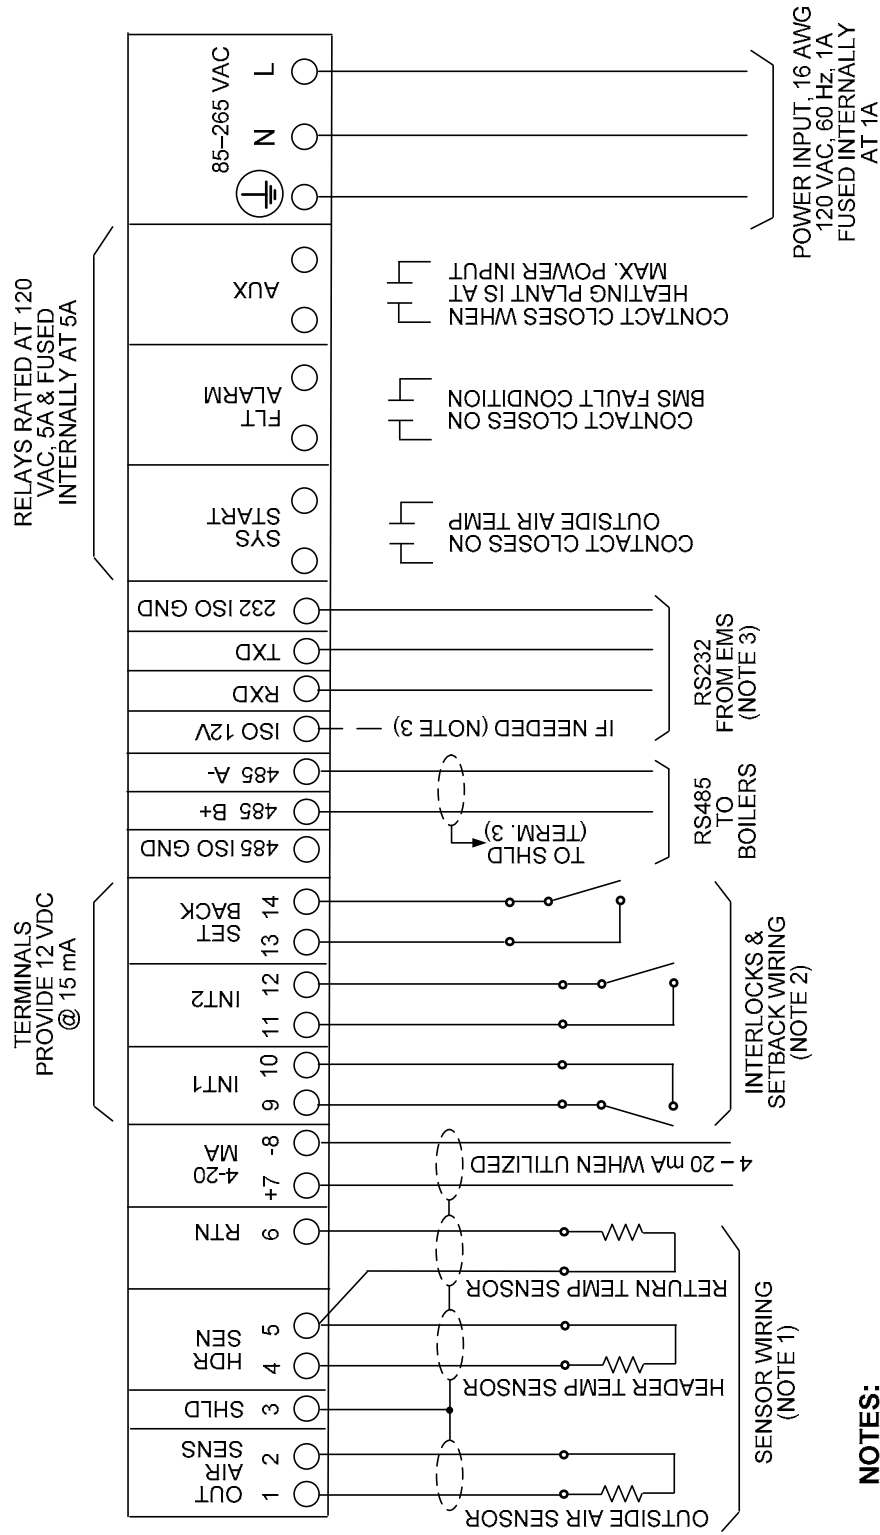 RELAYS RATED AT 120
VAC, 5A & FUSED
INTERNALLY AT 5A
TERMINALS
PROVIDE 12 VDC
@ 15 mA
85–265 VAC
L
N
AUX
FLT
ALARM
SYS
START
232 ISO GND
TXD
RXD
ISO 12V
485 A-
485 B+
485 ISO GND
SET
BACK
14
13
INT2
12
11
INT1
10
9
4-20
MA
-8
+7
RTN
6
HDR
SEN
5
4
SHLD
3
OUT
AIR
SENS
2
1
POWER INPUT, 16 AWG
120 VAC, 60 Hz, 1A
FUSED INTERNALLY
AT 1A
CONTACT CLOSES WHEN
HEATING PLANT IS AT
MAX. POWER INPUT
CONTACT CLOSES ON
BMS FAULT CONDITION
CONTACT CLOSES ON
OUTSIDE AIR TEMP
RS232
FROM EMS
(NOTE 3)
IF NEEDED (NOTE 3)
RS485
TO
BOILERS
TO SHLD
(TERM. 3)
INTERLOCKS &
SETBACK WIRING
(NOTE 2)
4 – 20 mA WHEN UTILIZED
RETURN TEMP SENSOR
HEADER TEMP SENSOR
OUTSIDE AIR SENSOR
SENSOR WIRING
(NOTE 1)
NOTES: